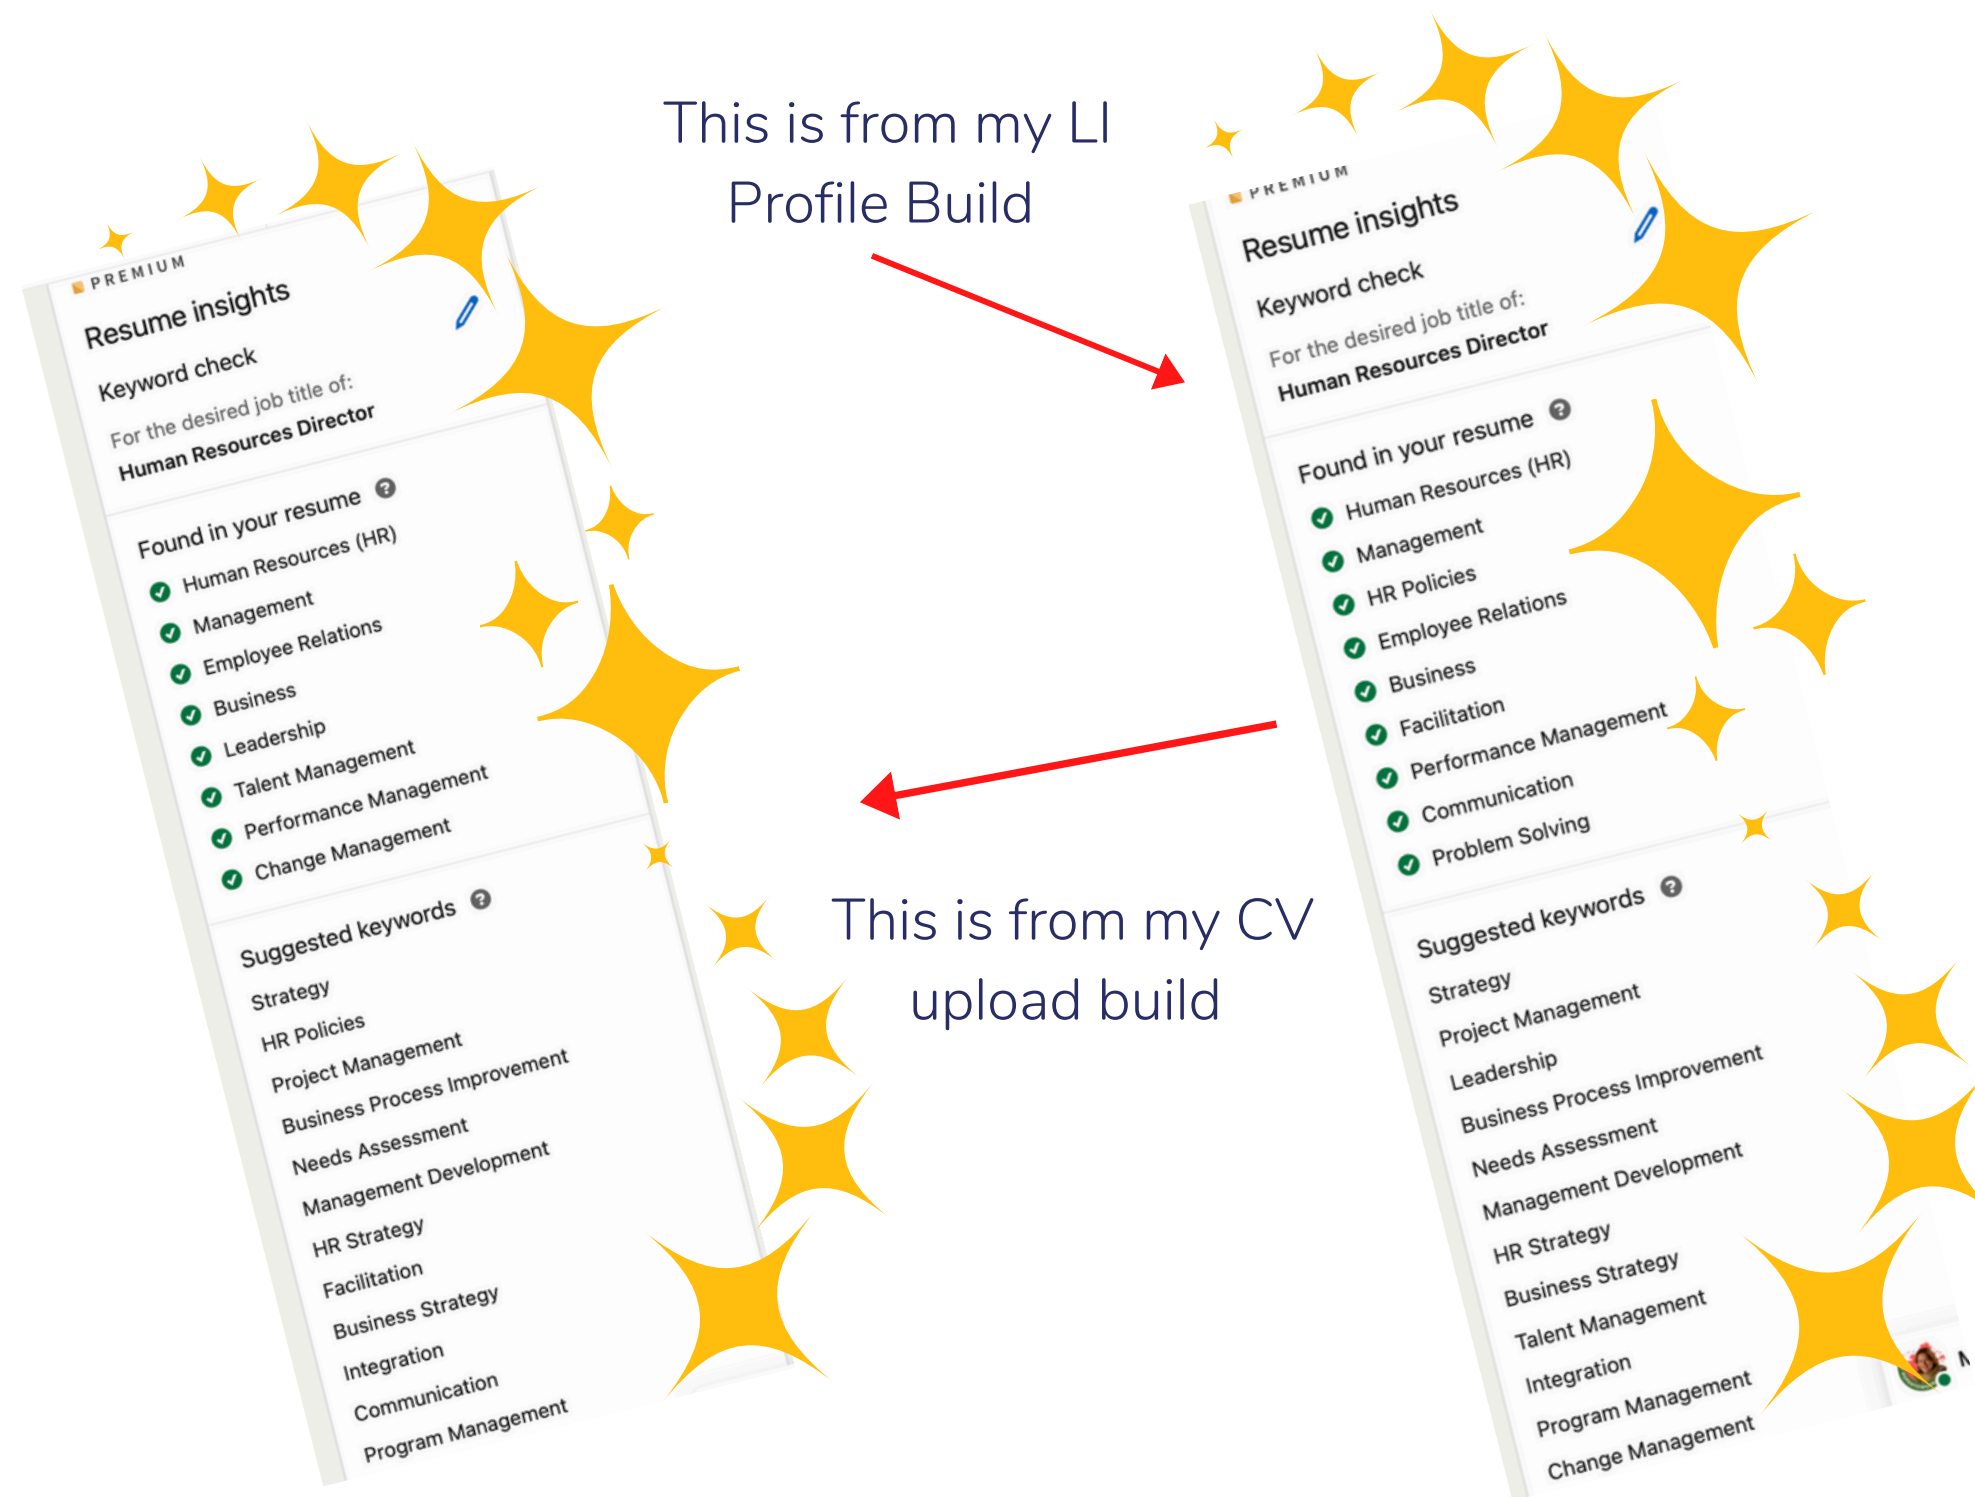 This is from my LI
Profile Build
PREMIUM
Resume insights
Keyword check
For the desired job title of:
Human Resources Director
Found in your resume
Human Resources (HR)
Management
Employee Relations
Business
Leadership
Talent Management
Performance Management
Change Management
Suggested keywords
Strategy
HR Policies
Project Management
Business Process Improvement
Needs Assessment
Management Development
HR Strategy
Facilitation
Business Strategy
Integration
Communication
Program Management
This is from my CV
upload build
PREMIUM
Resume insights
Keyword check
For the desired job title of:
Human Resources Director
Found in your resume
Human Resources (HR)
Management
HR Policies
Employee Relations
Business
Facilitation
Performance Management
Communication
Problem Solving
Suggested keywords
Strategy
Project Management
Leadership
Business Process Improvement
Needs Assessment
Management Development
HR Strategy
Business Strategy
Talent Management
Integration
Program Management
Change Management